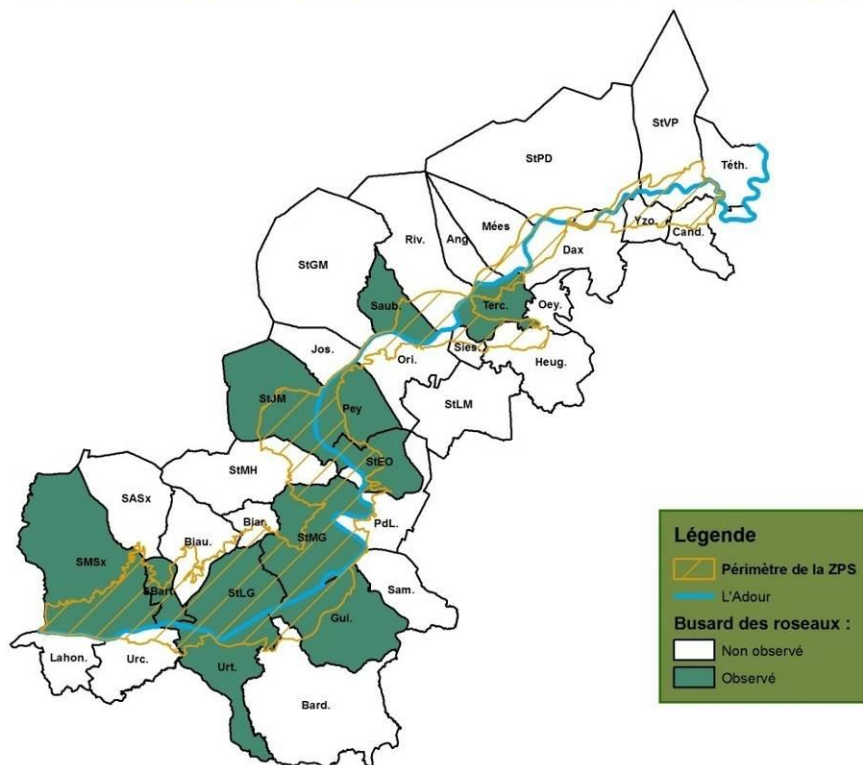 StVP
StPD
Téth.
Mées
Yzo.
Riv.
Ang
Cand.
Dax
StGM
Saub.
Terc.
Oey.
Jos.
Ori.
Sies.
Heug.
StJM
Pey
StLM
StEO
StMH
SASx
Biar.
StMG
PdL.
Biau.
SMSx
SBart
StLG
Sam.
Gui.
Lahon.
Urc.
Urt.
Bard.
Légende
Périmètre de la ZPS
L'Adour
Busard des roseaux :
Non observé
Observé